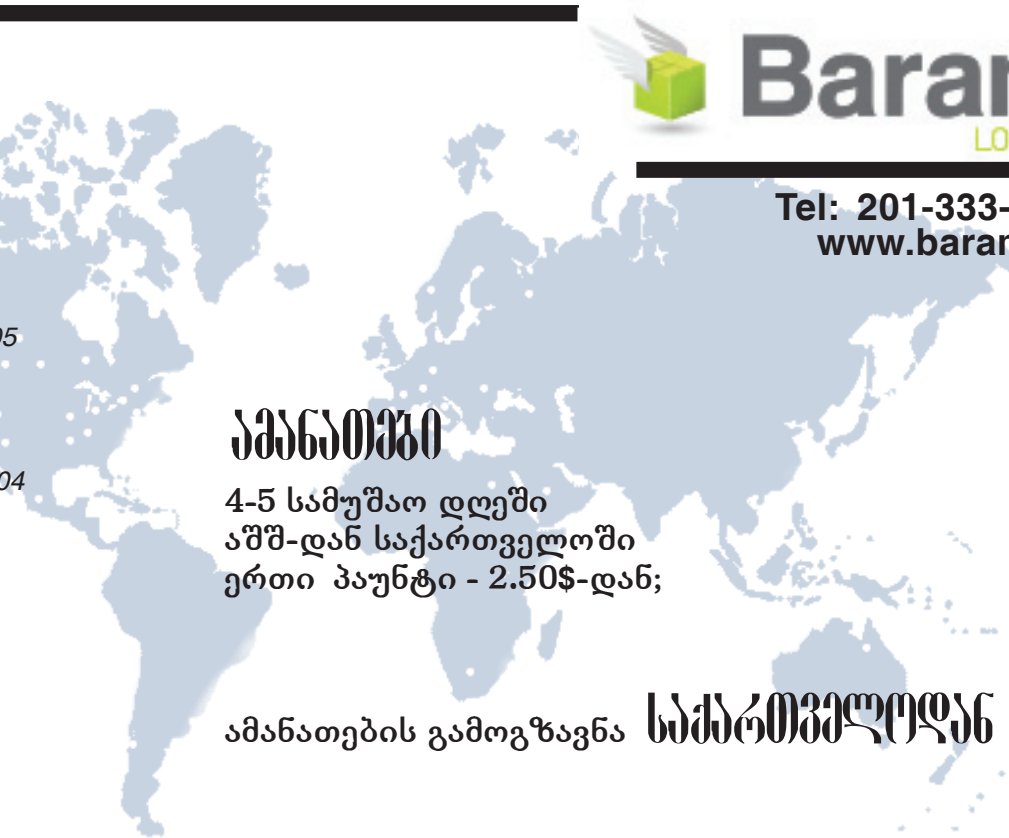 Baran
LO
Tel: 201-333-
www.baran
05
ამანათები
04
4-5 სამუშაო დღეში
აშშ-დან საქართველოში
ერთი პაუნტი - 2.50$-დან;
ამანათების გამოგზავნა საქართველოდან